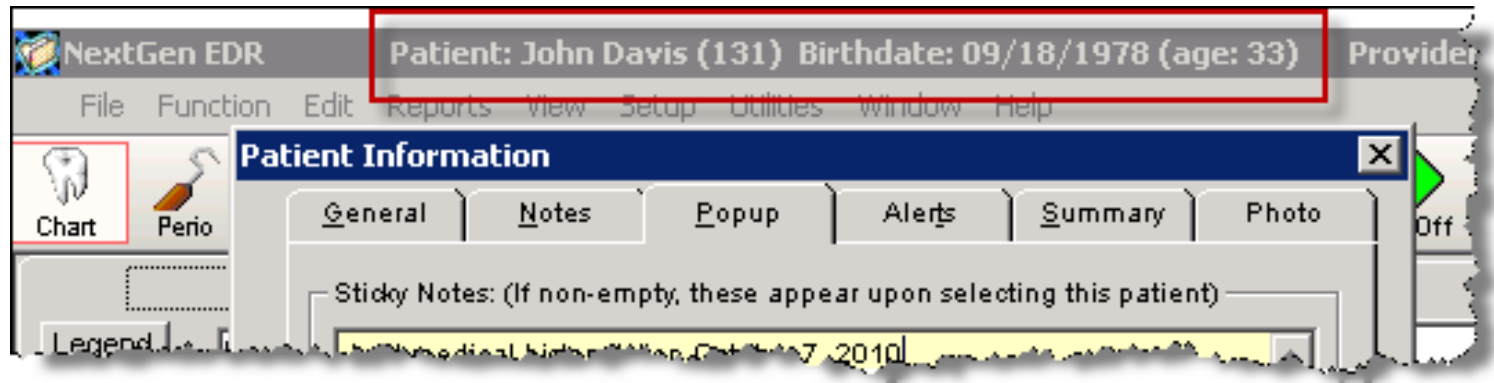 NextGen EDR Patient: John Davis (131) Birthdate: 09/18/1978 (age: 33) Provider
File Function Edit Reports View Setup Utilities Window Help
Patient Information
Chart Perio General Notes Popup Alerts Summary Photo Off
Sticky Notes: (If non-empty, these appear upon selecting this patient)
Legend
medical 7, 2010